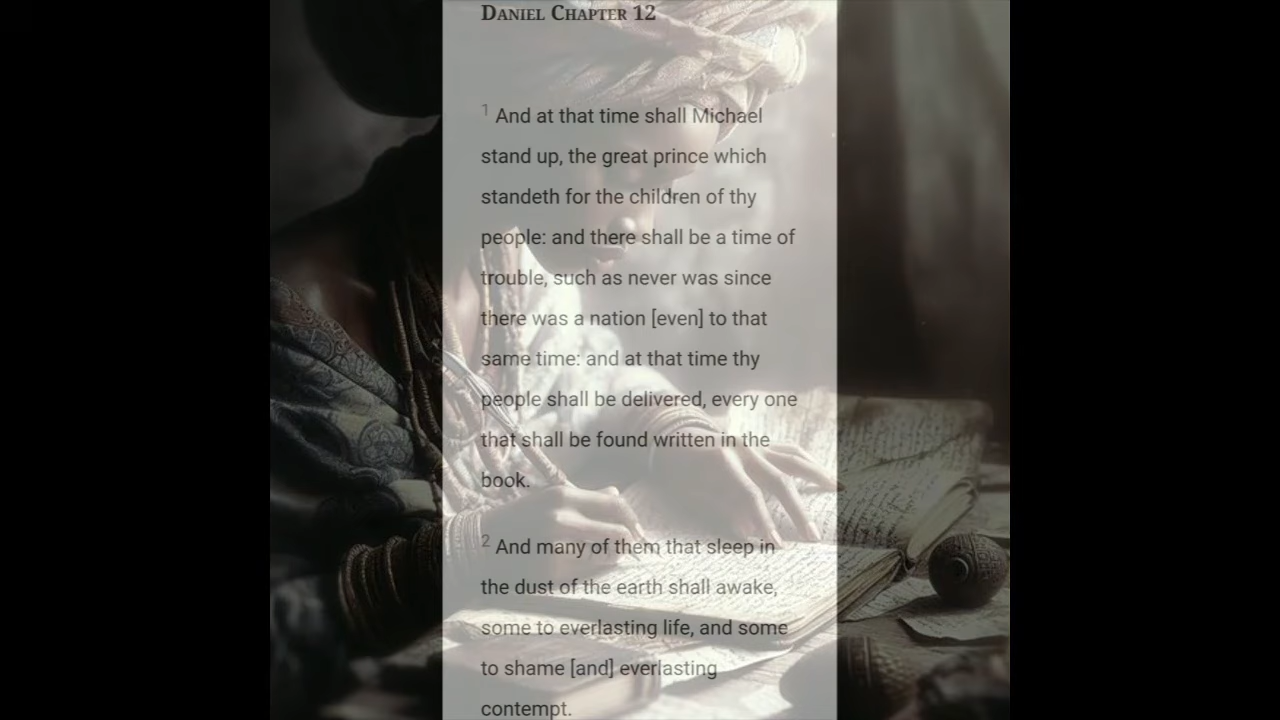 Daniel Chapter 12
1 And at that time shall Michael
stand up, the great prince which
standeth for the children of thy
people: and there shall be a time of
trouble, such as never was since
there was a nation [even] to that
same time: and at that time thy
people shall be delivered, every one
that shall be found written in the
book.
2 And many of them that sleep in
the dust of the earth shall awake,
some to everlasting life, and some
to shame [and] everlasting
contempt.